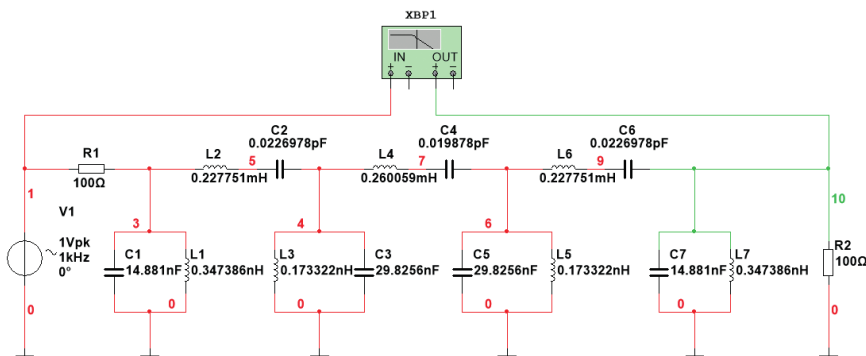 XBP1
IN OUT
+ − + −
C2
0.0226978pF
C4
0.019878pF
C6
0.0226978pF
R1
100Ω
L2
0.227751mH
5
L4
0.260059mH
7
L6
0.227751mH
9
1
V1
1Vpk
1kHz
0°
0
3
C1
14.881nF
L1
0.347386nH
0
4
L3
0.173322nH
C3
29.8256nF
0
6
C5
29.8256nF
L5
0.173322nH
0
C7
14.881nF
L7
0.347386nH
0
10
R2
100Ω
0